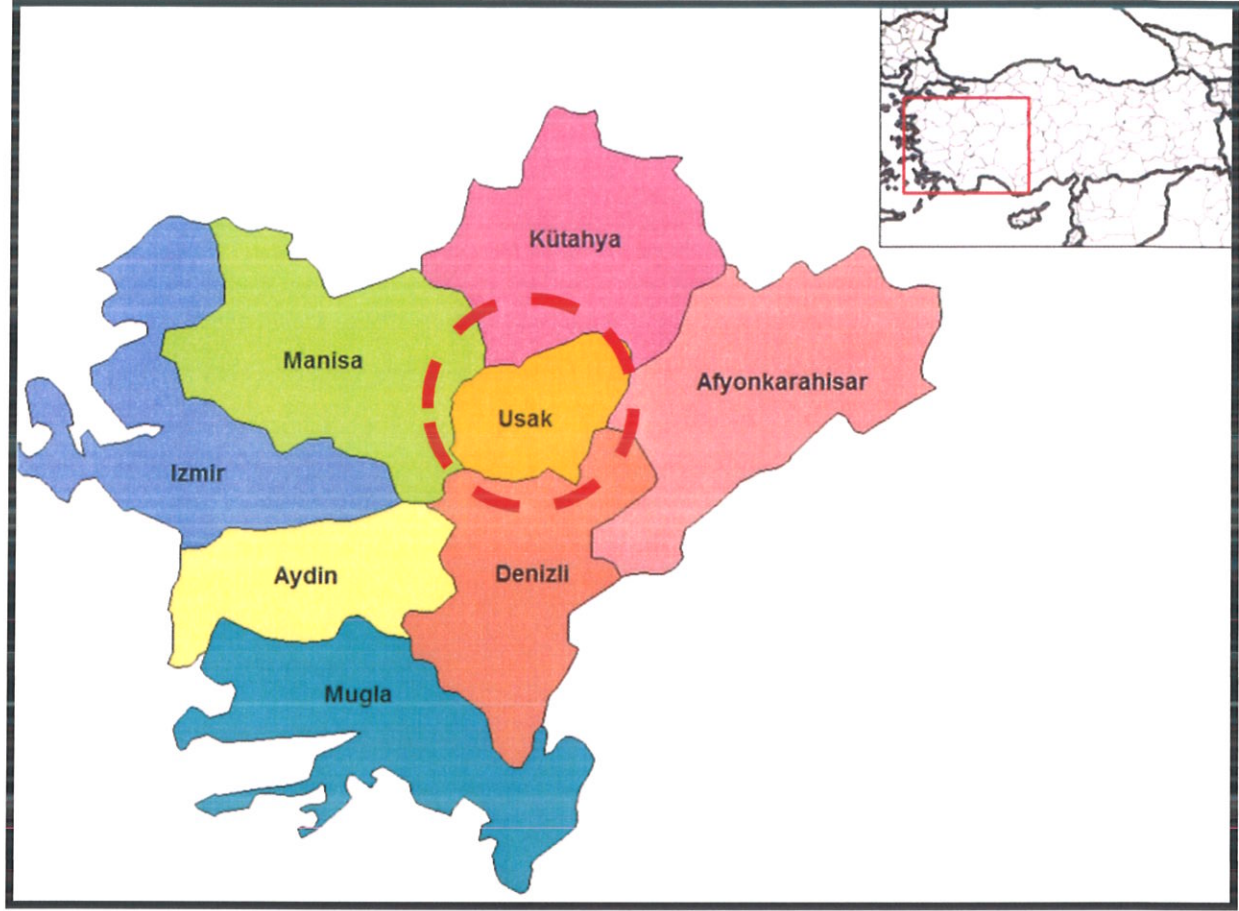 Kütahya
Manisa
Afyonkarahisar
Usak
Izmir
Aydin
Denizli
Mugla